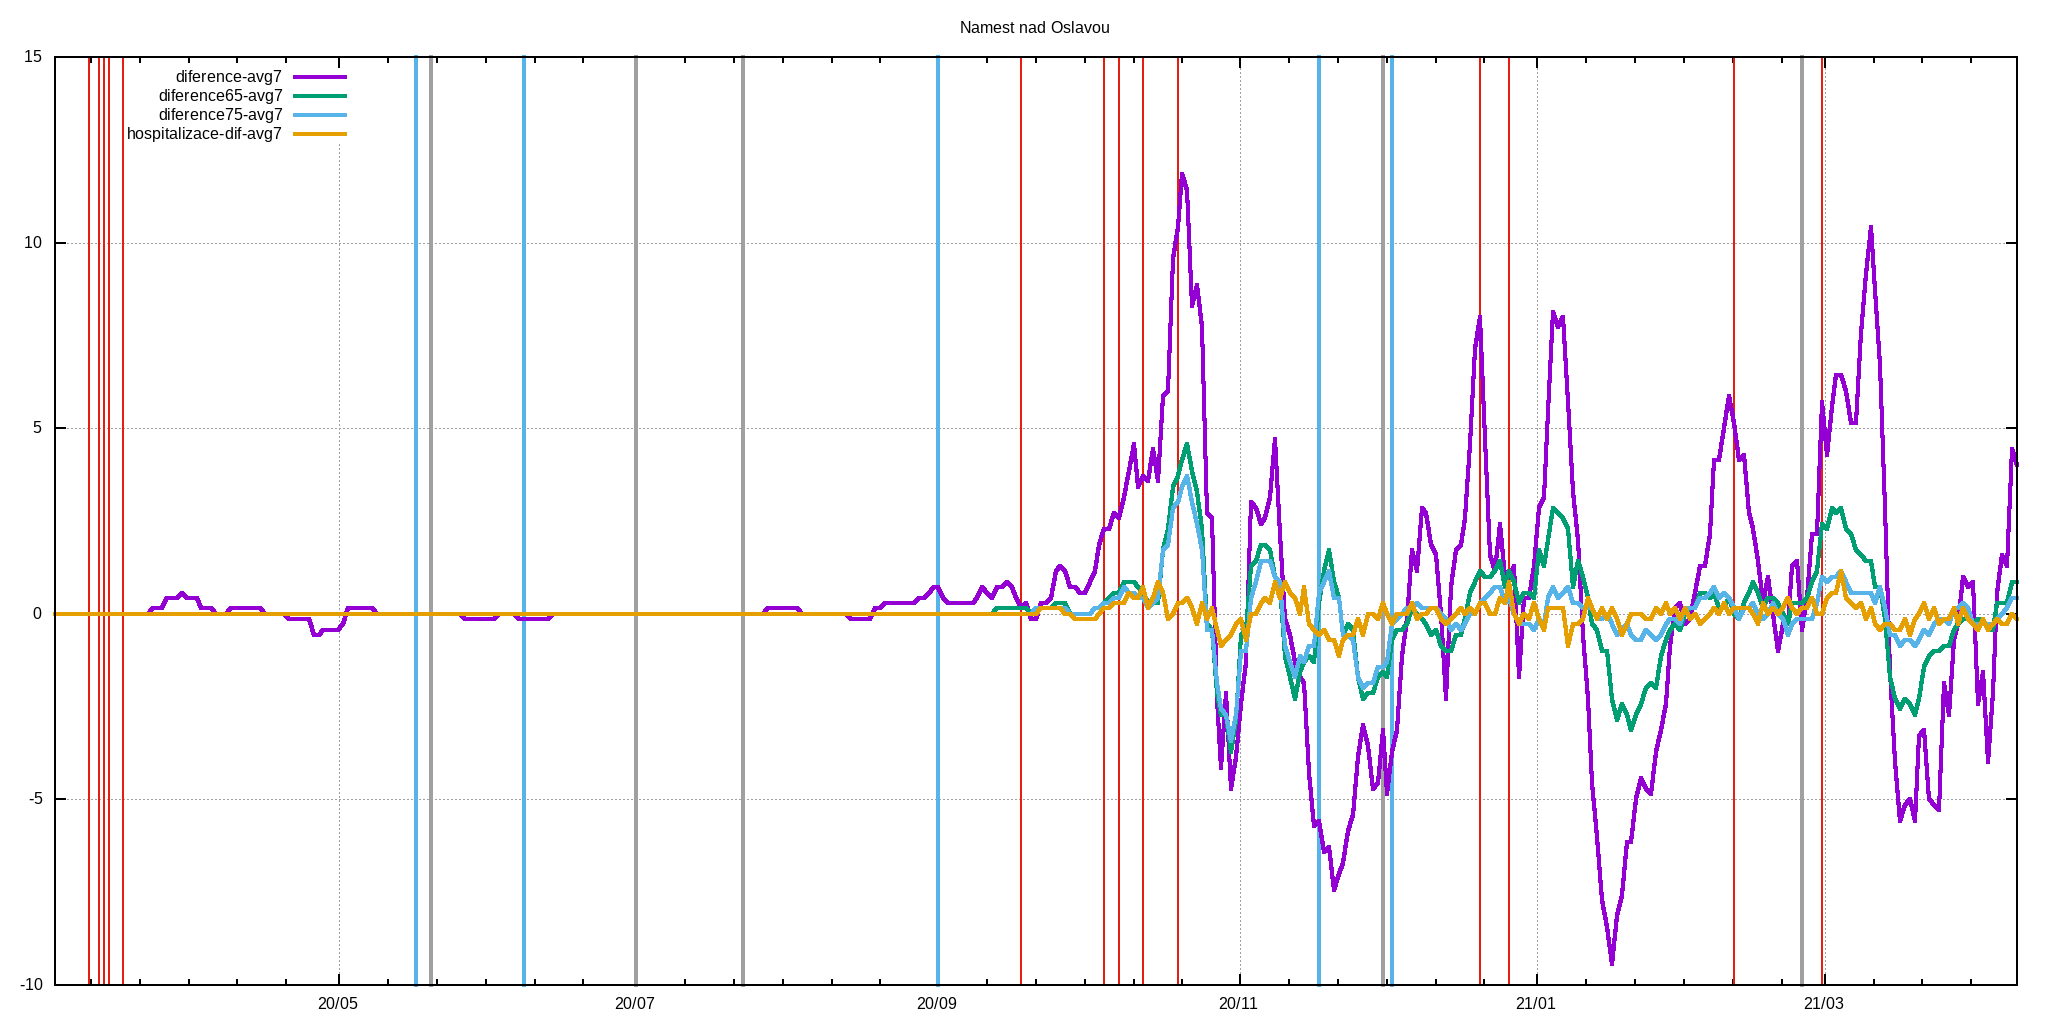 Namest nad Oslavou
15
diference-avg7
diference65-avg7
diference75-avg7
hospitalizace-dif-avg7
10
5
0
-5
-10
20/05 20/07 20/09 20/11 21/01 21/03